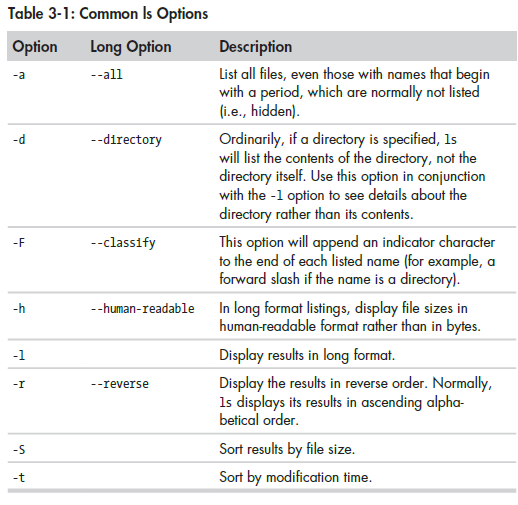 Table 3-1: Common ls Options
Option Long Option Description
-a --all List all files, even those with names that begin
with a period, which are normally not listed
(i.e., hidden).
-d --directory Ordinarily, if a directory is specified, ls
will list the contents of the directory, not the
directory itself. Use this option in conjunction
with the -l option to see details about the
directory rather than its contents.
-F --classify This option will append an indicator character
to the end of each listed name (for example, a
forward slash if the name is a directory).
-h --human-readable In long format listings, display file sizes in
human-readable format rather than in bytes.
-l Display results in long format.
-r --reverse Display the results in reverse order. Normally,
ls displays its results in ascending alpha-
betical order.
-S Sort results by file size.
-t Sort by modification time.